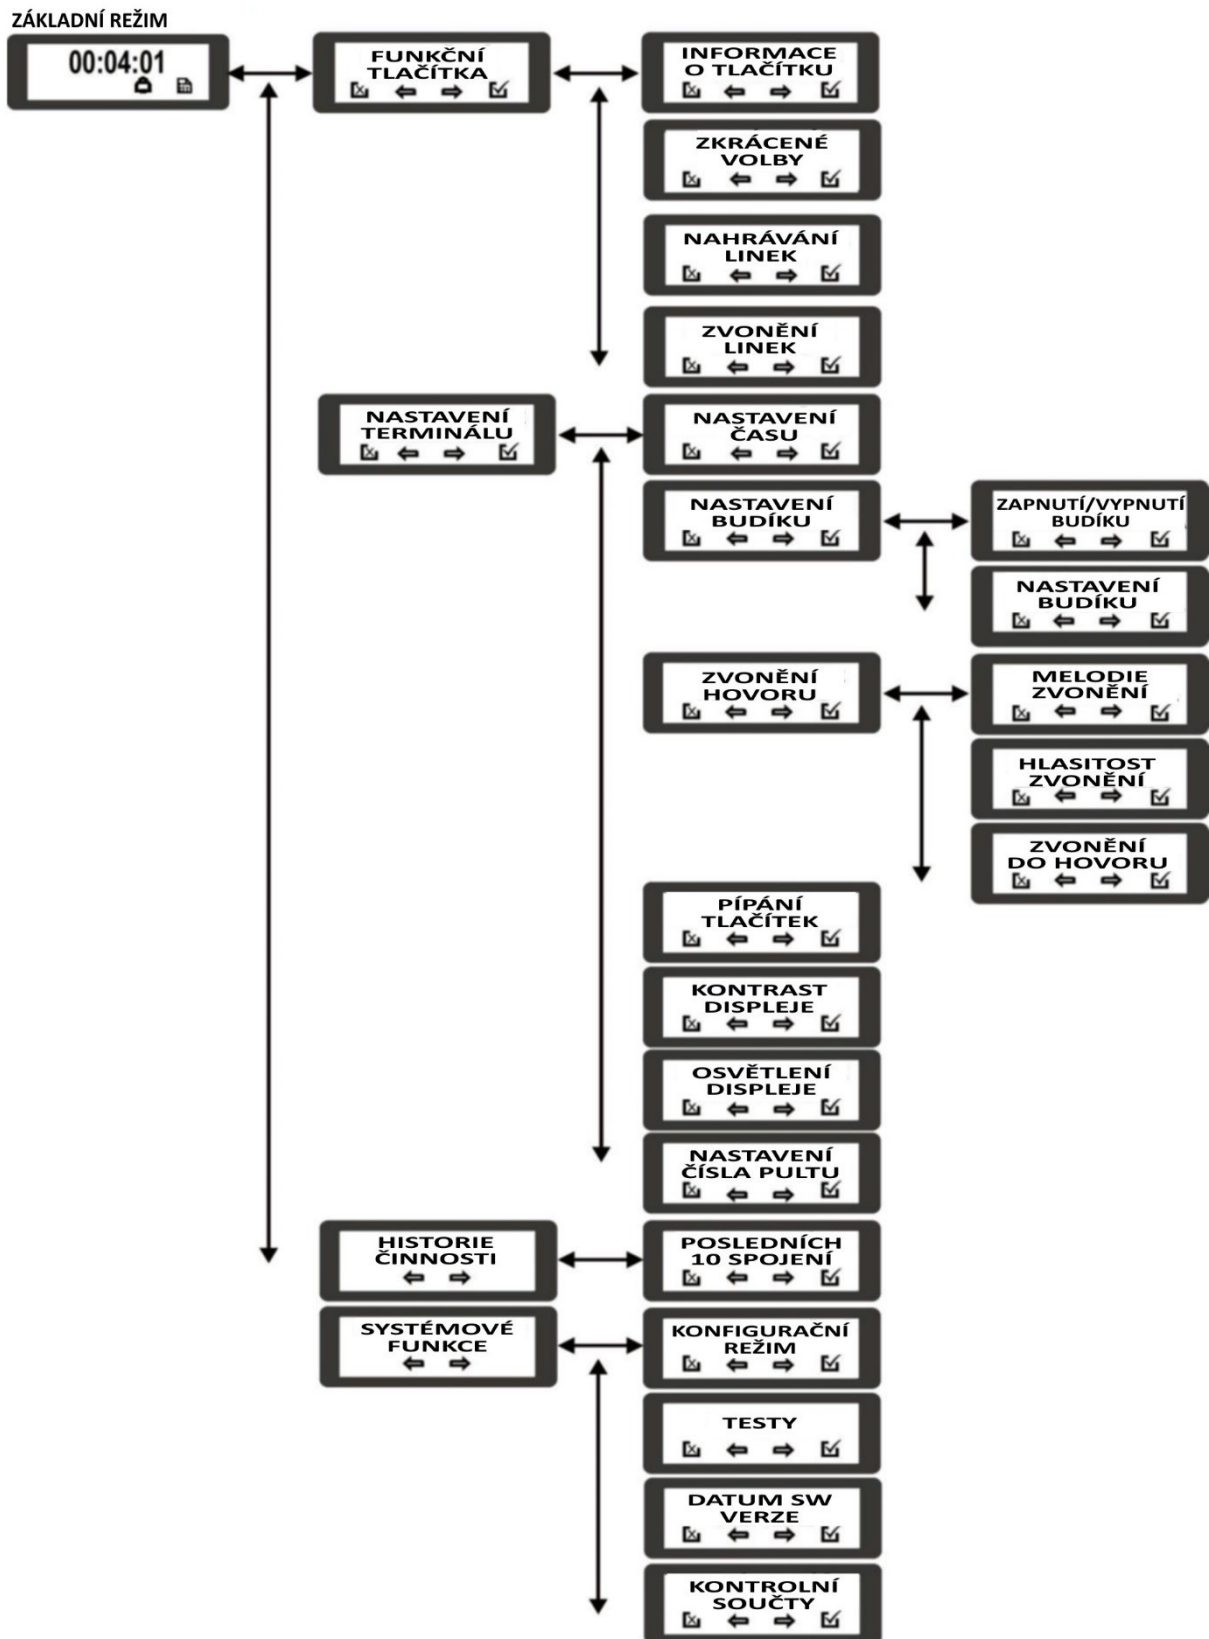 ZÁKLADNÍ REŽIM
00:04:01
FUNKČNÍ
TLAČÍTKA
INFORMACE
O TLAČÍTKU
ZKRÁCENÉ
VOLBY
NAHRÁVÁNÍ
LINEK
ZVONĚNÍ
LINEK
NASTAVENÍ
TERMINÁLU
NASTAVENÍ
ČASU
NASTAVENÍ
BUDÍKU
ZAPNUTÍ/VYPNUTÍ
BUDÍKU
NASTAVENÍ
BUDÍKU
ZVONĚNÍ
HOVORU
MELODIE
ZVONĚNÍ
HLASITOST
ZVONĚNÍ
ZVONĚNÍ
DO HOVORU
PÍPÁNÍ
TLAČÍTEK
KONTRAST
DISPLEJE
OSVĚTLENÍ
DISPLEJE
NASTAVENÍ
ČÍSLA PULTU
HISTORIE
ČINNOSTI
POSLEDNÍCH
10 SPOJENÍ
SYSTÉMOVÉ
FUNKCE
KONFIGURAČNÍ
REŽIM
TESTY
DATUM SW
VERZE
KONTROLNÍ
SOUČTY